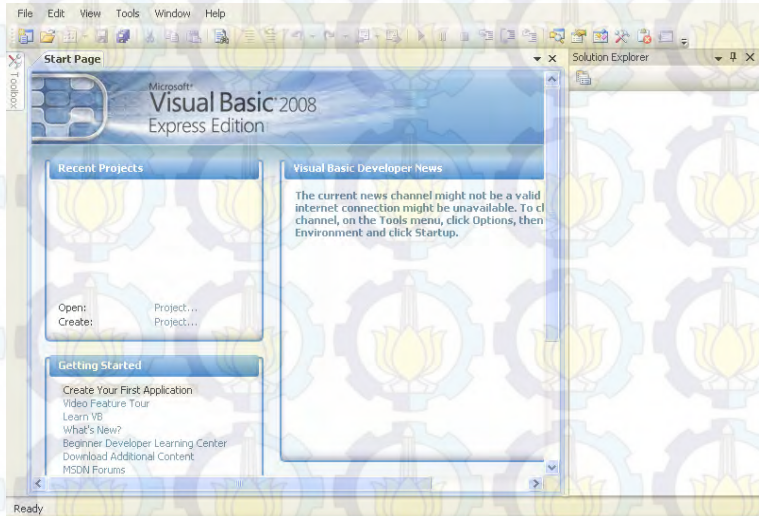 File Edit View Tools Window Help
Toolbox
Start Page
Solution Explorer
Microsoft
Visual Basic 2008
Express Edition
Recent Projects
Open: Project...
Create: Project...
Visual Basic Developer News
The current news channel might not be a valid
internet connection might be unavailable. To cl
channel, on the Tools menu, click Options, then
Environment and click Startup.
Getting Started
Create Your First Application
Video Feature Tour
Learn VB
What's New?
Beginner Developer Learning Center
Download Additional Content
MSDN Forums
Ready